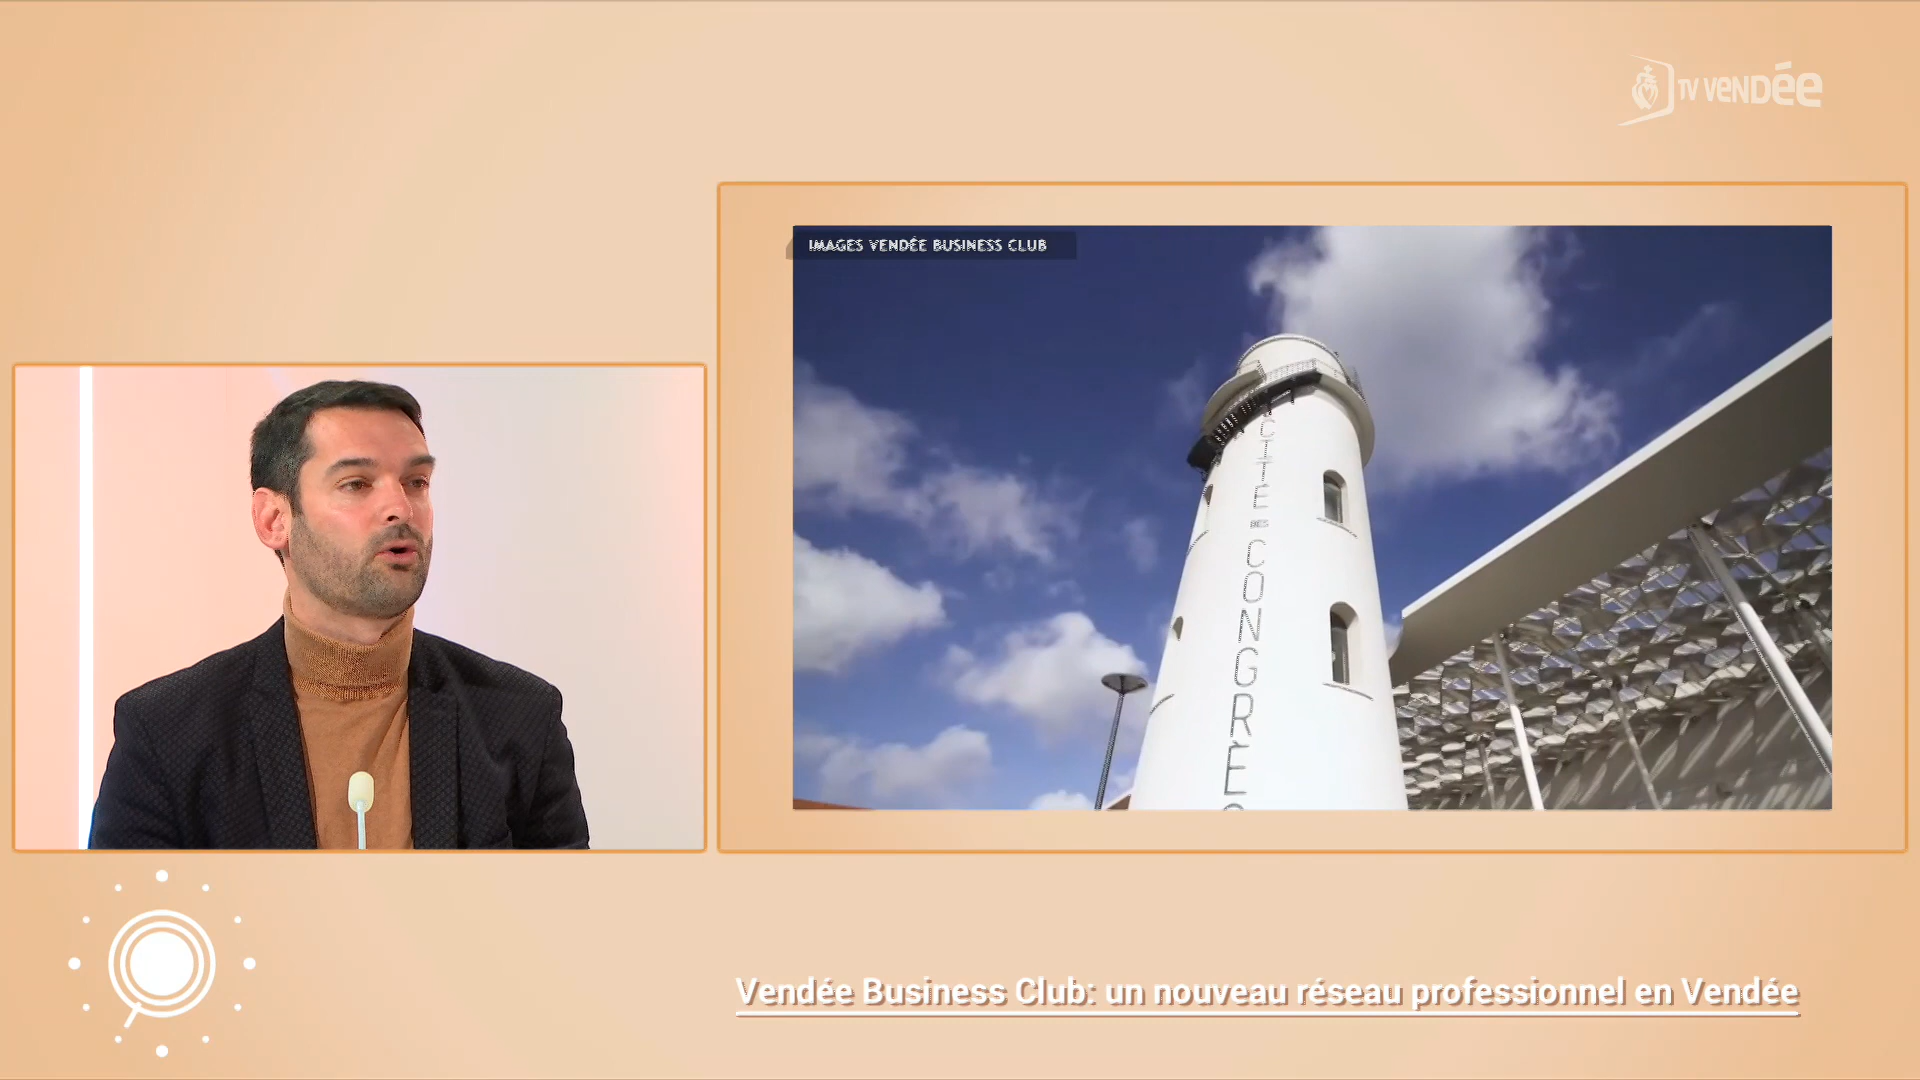 TV VENDÉE
IMAGES VENDÉE BUSINESS CLUB
CITÉ DES CONGRÈS
Vendée Business Club: un nouveau réseau professionnel en Vendée